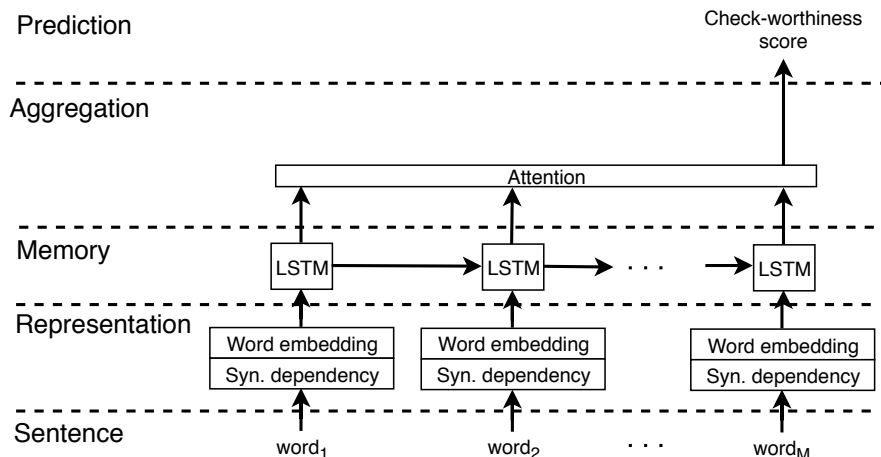 Prediction
Check-worthiness
score
Aggregation
Attention
Memory
LSTM LSTM . . . LSTM
Representation
Word embedding Word embedding Word embedding
Syn. dependency Syn. dependency Syn. dependency
Sentence
word₁ word₂ . . . word_M